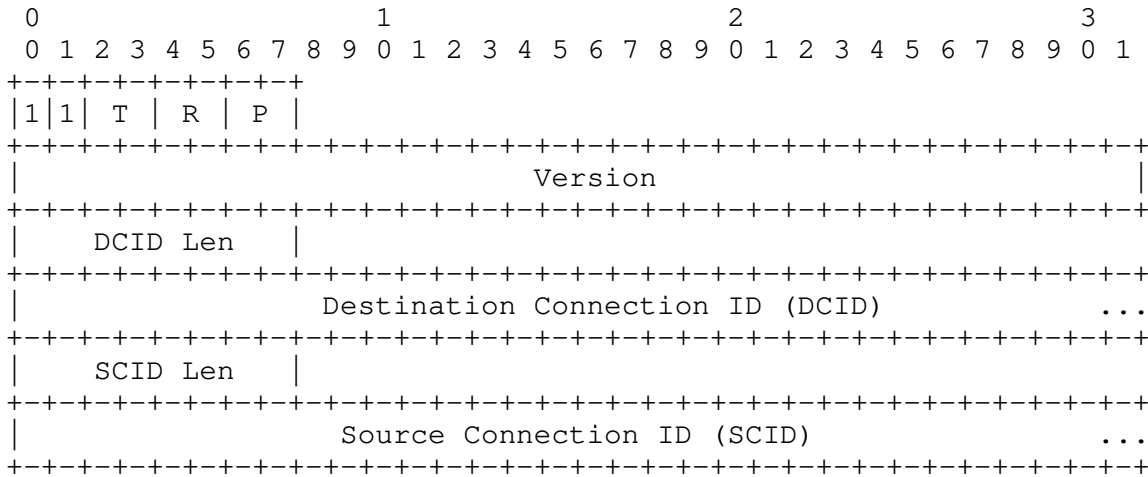 0                   1                   2                   3
 0 1 2 3 4 5 6 7 8 9 0 1 2 3 4 5 6 7 8 9 0 1 2 3 4 5 6 7 8 9 0 1
+-+-+-+-+-+-+-+-+
|1|1| T | R | P |
+-+-+-+-+-+-+-+-+-+-+-+-+-+-+-+-+-+-+-+-+-+-+-+-+-+-+-+-+-+-+-+-+
|                            Version                            |
+-+-+-+-+-+-+-+-+-+-+-+-+-+-+-+-+-+-+-+-+-+-+-+-+-+-+-+-+-+-+-+-+
|    DCID Len   |
+-+-+-+-+-+-+-+-+-+-+-+-+-+-+-+-+-+-+-+-+-+-+-+-+-+-+-+-+-+-+-+-+
|                Destination Connection ID (DCID)            ...
+-+-+-+-+-+-+-+-+-+-+-+-+-+-+-+-+-+-+-+-+-+-+-+-+-+-+-+-+-+-+-+-+
|    SCID Len   |
+-+-+-+-+-+-+-+-+-+-+-+-+-+-+-+-+-+-+-+-+-+-+-+-+-+-+-+-+-+-+-+-+
|                 Source Connection ID (SCID)                ...
+-+-+-+-+-+-+-+-+-+-+-+-+-+-+-+-+-+-+-+-+-+-+-+-+-+-+-+-+-+-+-+-+